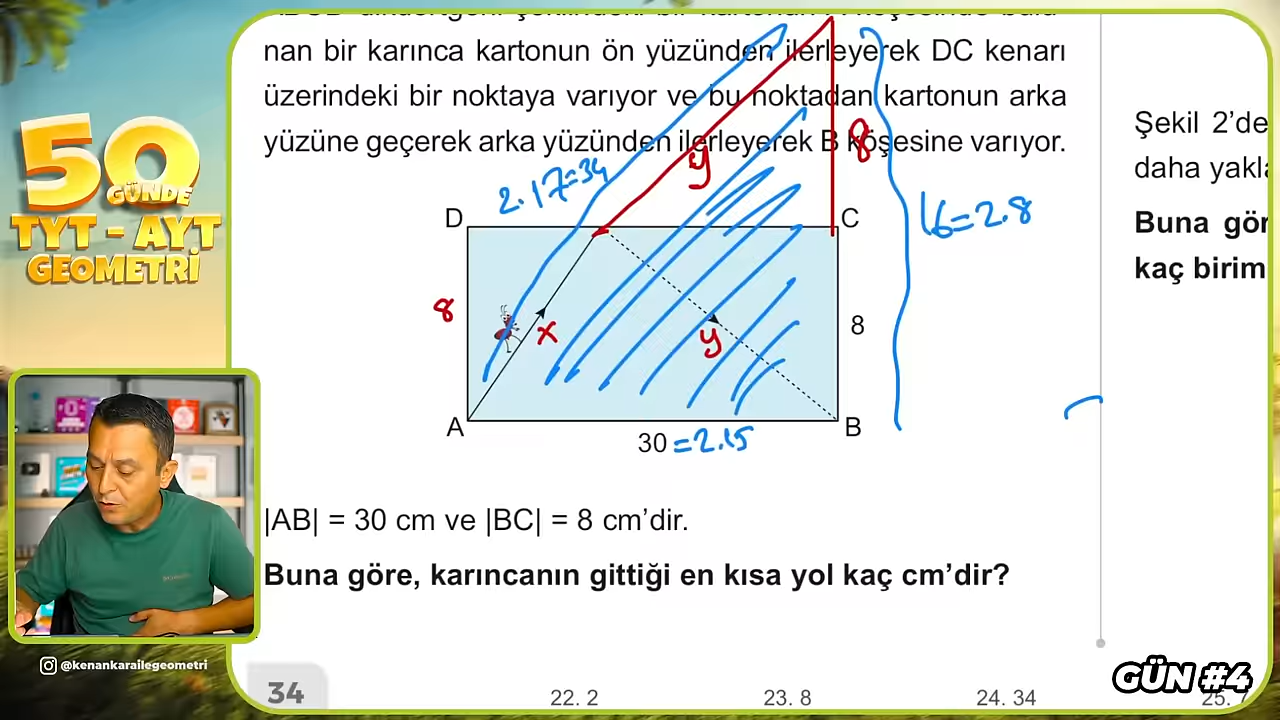 nan bir karınca kartonun ön yüzünden ilerleyerek DC kenarı
üzerindeki bir noktaya varıyor ve bu noktadan kartonun arka
yüzüne geçerek arka yüzünden ilerleyerek B köşesine varıyor.
50
GÜNDE
TYT - AYT
GEOMETRİ
2.17=34
y
8
16=2.8
D
C
8
x
y
8
A
B
30 =2.15
|AB| = 30 cm ve |BC| = 8 cm'dir.
Buna göre, karıncanın gittiği en kısa yol kaç cm'dir?
Şekil 2'de
daha yakla
Buna gör
kaç birim
@kenankarailegeometri
34
22. 2
23. 8
24. 34
25. 7
GÜN #4